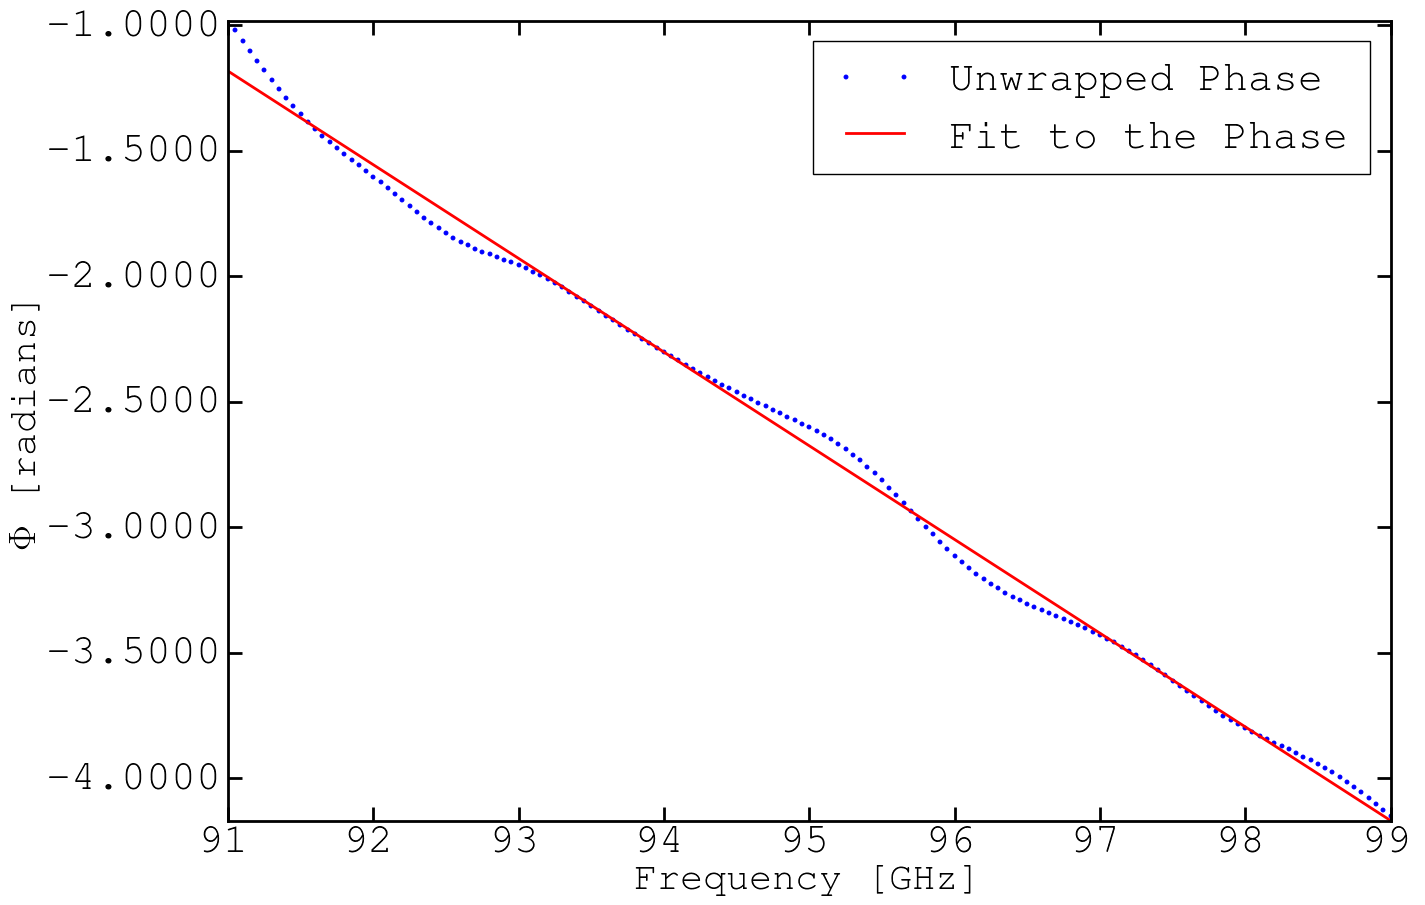 −1.0000
−1.5000
−2.0000
−2.5000
−3.0000
−3.5000
−4.0000
Φ [radians]
Unwrapped Phase
Fit to the Phase
91 92 93 94 95 96 97 98 99
Frequency [GHz]